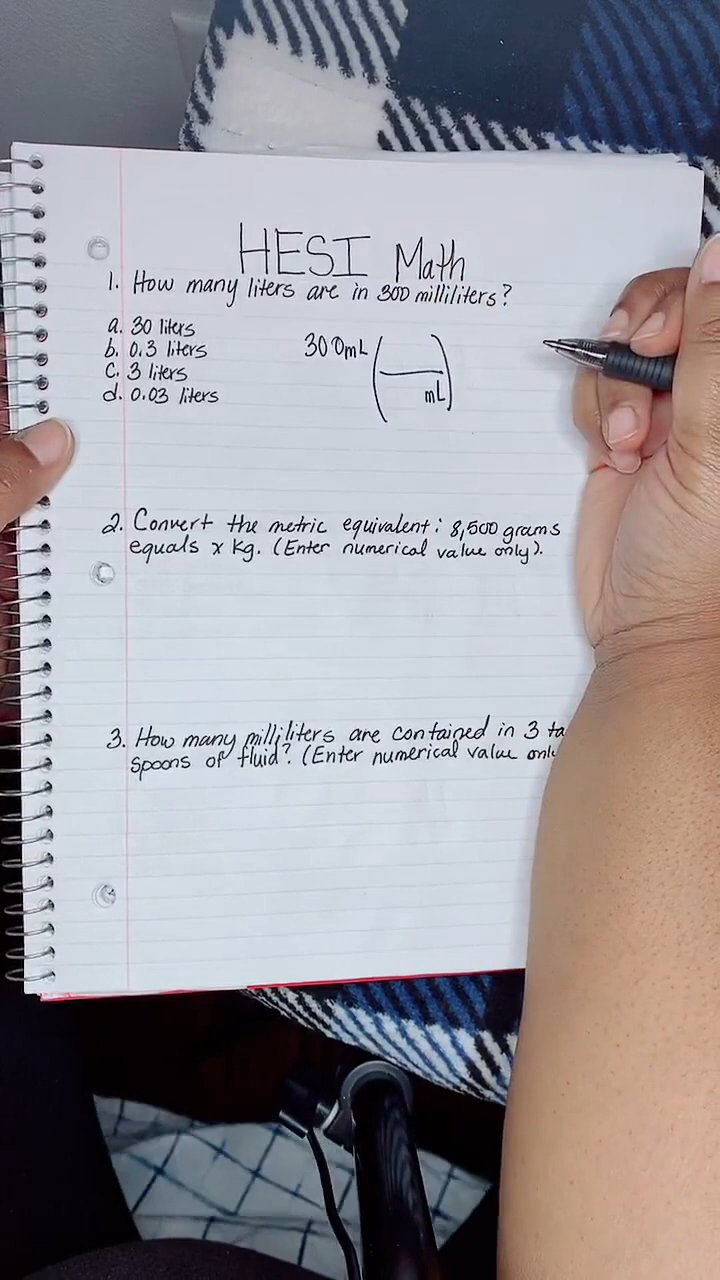 HESI Math
1. How many liters are in 300 milliliters?
a. 30 liters
b. 0.3 liters
c. 3 liters
d. 0.03 liters
300mL
mL
2. Convert the metric equivalent: 8,500 grams
equals x kg. (Enter numerical value only).
3. How many milliliters are contained in 3 ta
spoons of fluid? (Enter numerical value only